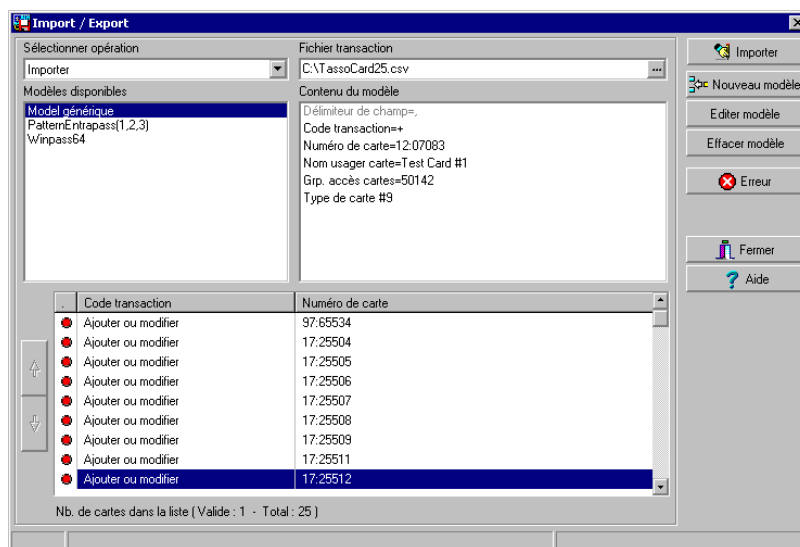 Import / Export
Sélectionner opération
Importer
Fichier transaction
C:\TassoCard25.csv
...
Modèles disponibles
Model générique
PatternEntrapass(1,2,3)
Winpass64
Contenu du modèle
Délimiteur de champ=,
Code transaction=+
Numéro de carte=12:07083
Nom usager carte=Test Card #1
Grp. accès cartes=50142
Type de carte #9
Importer
Nouveau modèle
Editer modèle
Effacer modèle
Erreur
Fermer
Aide
. Code transaction Numéro de carte
Ajouter ou modifier 97:65534
Ajouter ou modifier 17:25504
Ajouter ou modifier 17:25505
Ajouter ou modifier 17:25506
Ajouter ou modifier 17:25507
Ajouter ou modifier 17:25508
Ajouter ou modifier 17:25509
Ajouter ou modifier 17:25511
Ajouter ou modifier 17:25512
Nb. de cartes dans la liste ( Valide : 1 - Total : 25 )